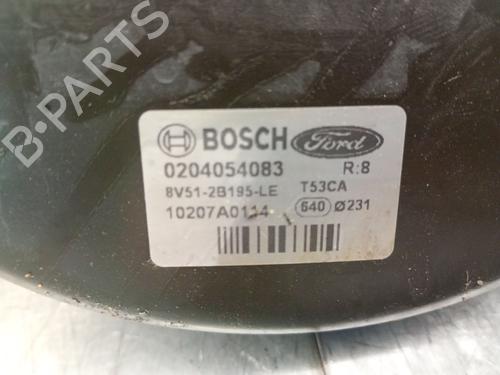 BOSCH Ford
0204054083 R:8
8V51-2B195-LE T53CA
10207A0114 640 Ø231
B-PARTS